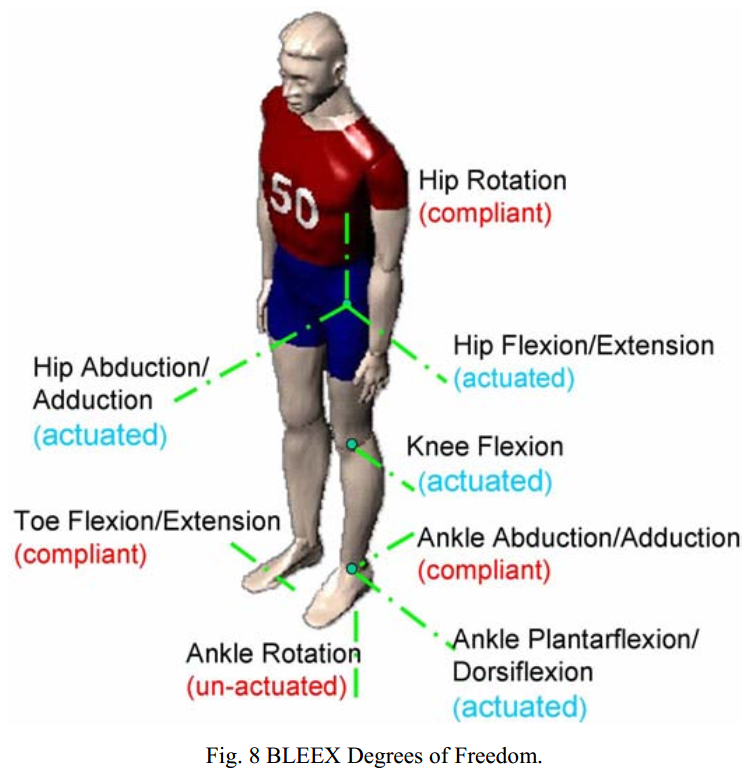 50
Hip Rotation
(compliant)
Hip Flexion/Extension
(actuated)
Hip Abduction/
Adduction
(actuated)
Knee Flexion
(actuated)
Toe Flexion/Extension
(compliant)
Ankle Abduction/Adduction
(compliant)
Ankle Rotation
(un-actuated)
Ankle Plantarflexion/
Dorsiflexion
(actuated)
Fig. 8 BLEEX Degrees of Freedom.